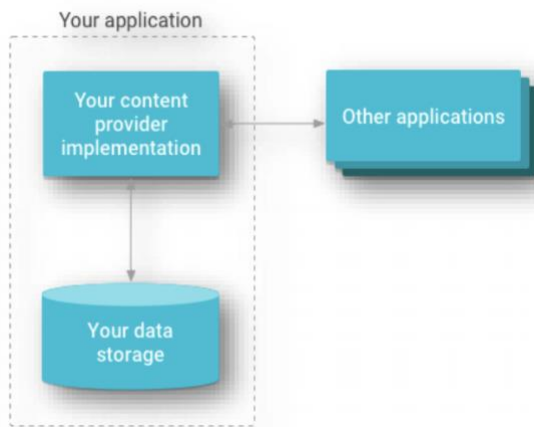 Your application
Your content
provider
implementation
Other applications
Your data
storage